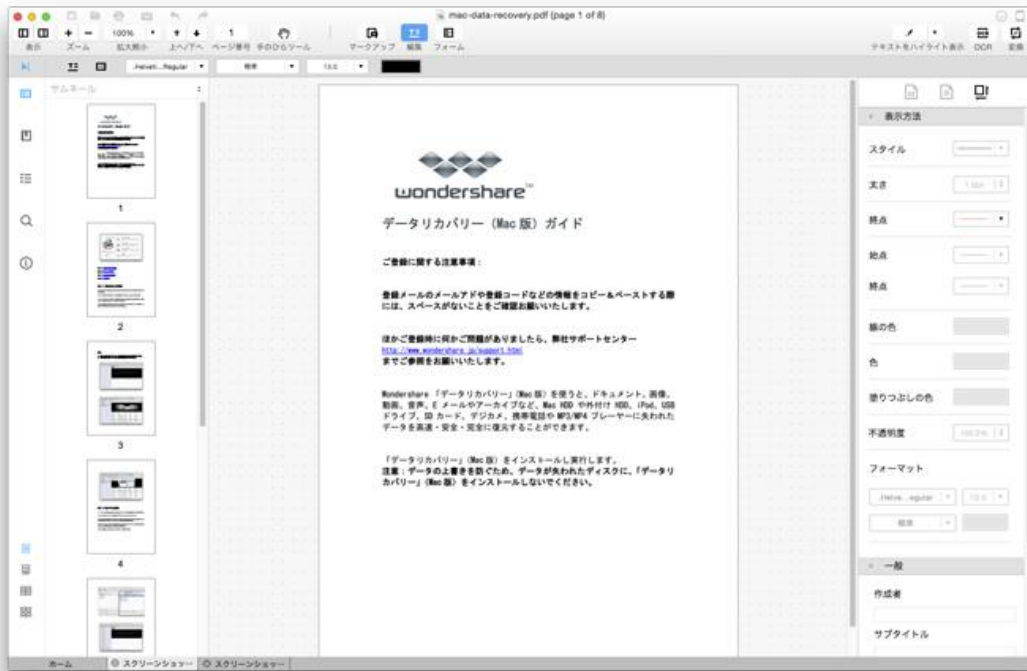 mac-data-recovery.pdf (page 1 of 8)
100%
1
表示
ズーム
拡大縮小
上へ/下へ
ページ番号
手のひらツール
マークアップ
編集
フォーム
テキストをハイライト表示
OCR
変換
.Helveti...Regular
標準
13.0
サムネール
1
2
3
4
wondershare™
データリカバリー（Mac 版）ガイド
ご登録に関する注意事項：
登録メールのメールアドや登録コードなどの情報をコピー＆ペーストする際
には、スペースがないことをご確認お願いいたします。
ほかご登録時に何かご問題がありましたら、弊社サポートセンター
http://www.wondershare.jp/support.html
までご参照をお願いいたします。
Wondershare 「データリカバリー」(Mac 版) を使うと、ドキュメント、画像、
動画、音声、E メールやアーカイブなど、Mac HDD や外付け HDD、iPod、USB
ドライブ、SD カード、デジカメ、携帯電話や MP3/MP4 プレーヤーに失われた
データを高速・安全・完全に復元することができます。
「データリカバリー」(Mac 版) をインストールし実行します。
注意：データの上書きを防ぐため、データが失われたディスクに、「データリ
カバリー」(Mac 版) をインストールしないでください。
表示方法
スタイル
太さ
終点
始点
終点
線の色
色
塗りつぶしの色
不透明度
フォーマット
.Helve...egular
13.0
標準
一般
作成者
サブタイトル
ホーム
スクリーンショッ…
スクリーンショッ…